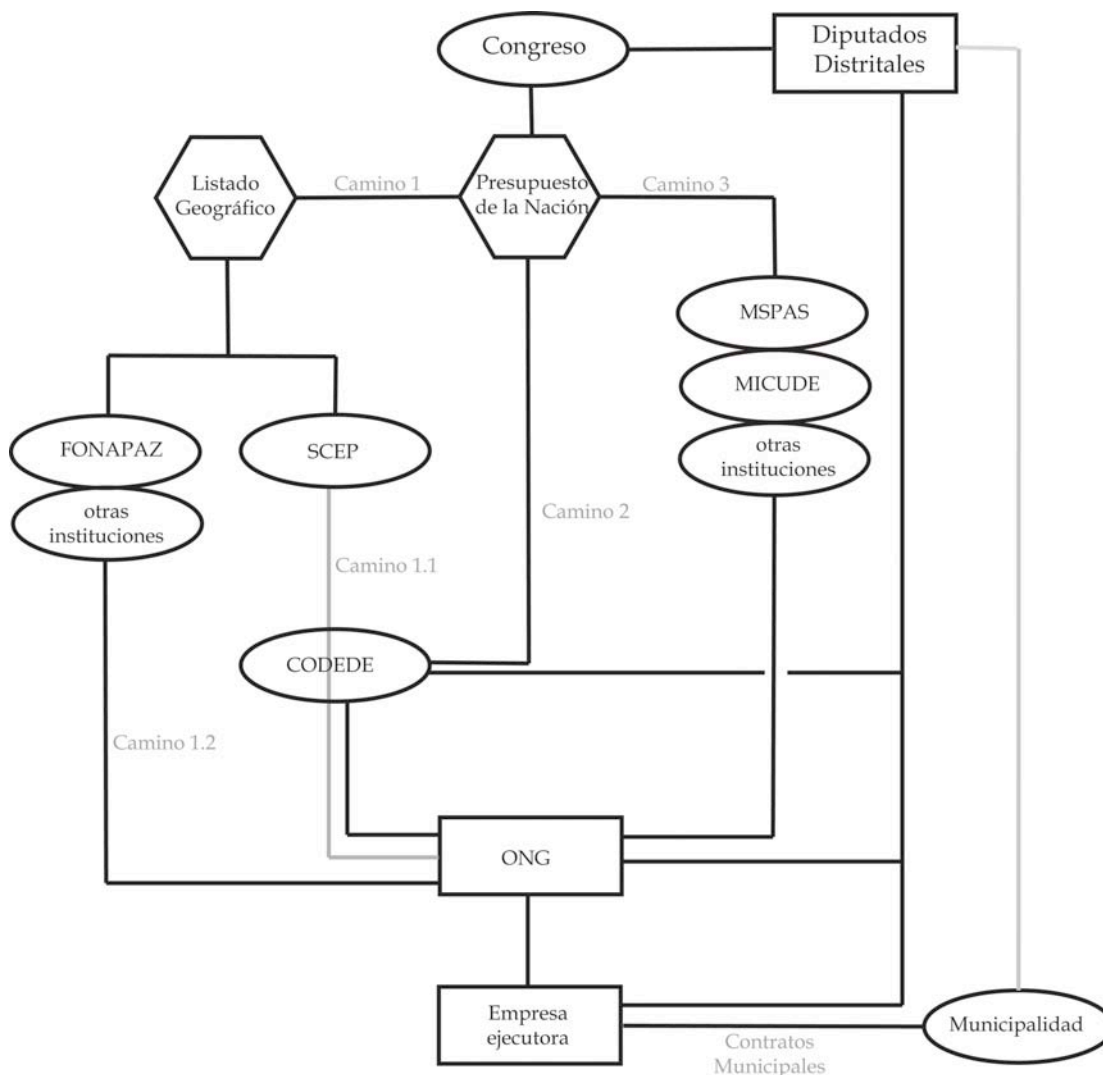 Congreso
Diputados
Distritales
Listado
Geográfico
Camino 1
Presupuesto
de la Nación
Camino 3
MSPAS
MICUDE
otras
instituciones
FONAPAZ
otras
instituciones
SCEP
Camino 2
Camino 1.1
CODEDE
Camino 1.2
ONG
Empresa
ejecutora
Contratos
Municipales
Municipalidad